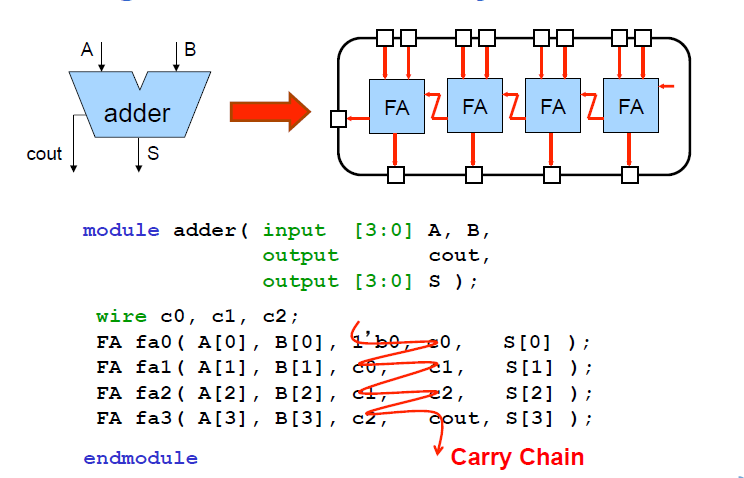 A B
adder
cout S
FA FA FA FA
module adder( input [3:0] A, B,
output cout,
output [3:0] S );
wire c0, c1, c2;
FA fa0( A[0], B[0], 1'b0, c0, S[0] );
FA fa1( A[1], B[1], c0, c1, S[1] );
FA fa2( A[2], B[2], c1, c2, S[2] );
FA fa3( A[3], B[3], c2, cout, S[3] );
endmodule
Carry Chain